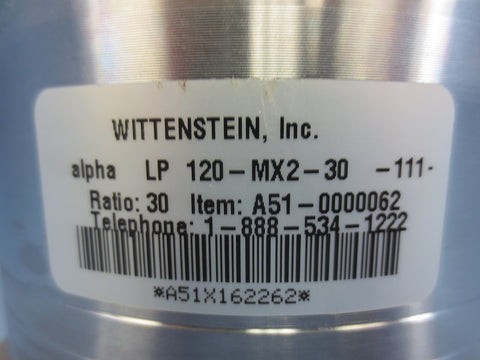 WITTENSTEIN, Inc.
alpha LP 120-MX2-30 -111-
Ratio: 30 Item: A51-0000062
Telephone: 1-888-534-1222
*A51X162262*